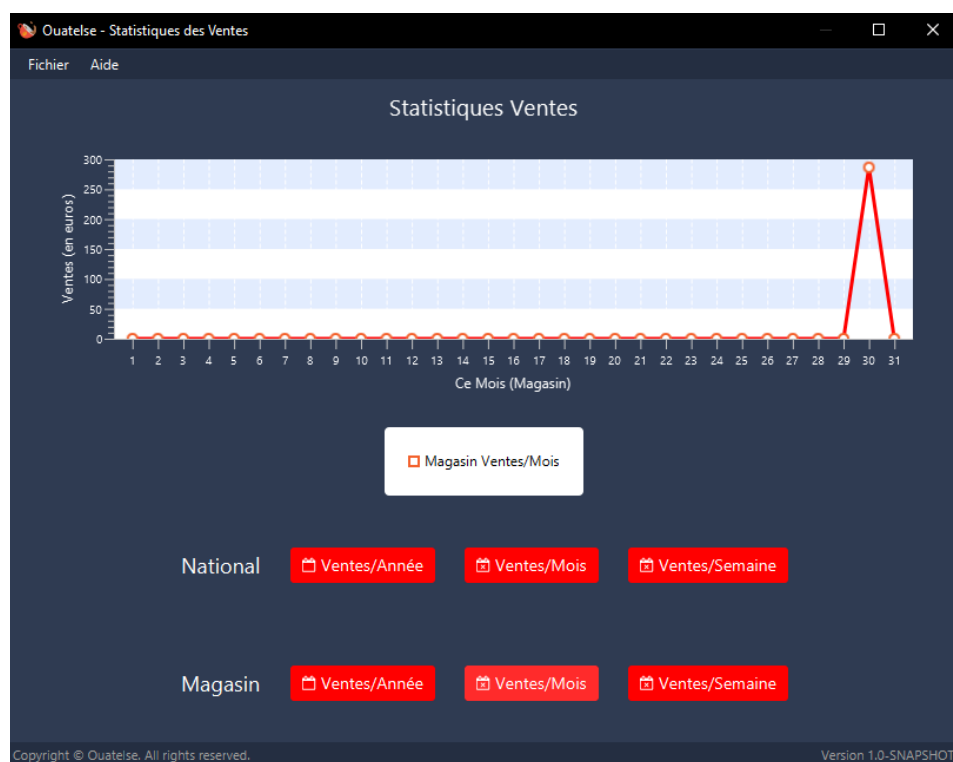 Ouatelse - Statistiques des Ventes
Fichier Aide
Statistiques Ventes
300
250
200
150
100
50
0
Ventes (en euros)
1 2 3 4 5 6 7 8 9 10 11 12 13 14 15 16 17 18 19 20 21 22 23 24 25 26 27 28 29 30 31
Ce Mois (Magasin)
Magasin Ventes/Mois
National Ventes/Année Ventes/Mois Ventes/Semaine
Magasin Ventes/Année Ventes/Mois Ventes/Semaine
Copyright © Ouatelse. All rights reserved. Version 1.0-SNAPSHOT